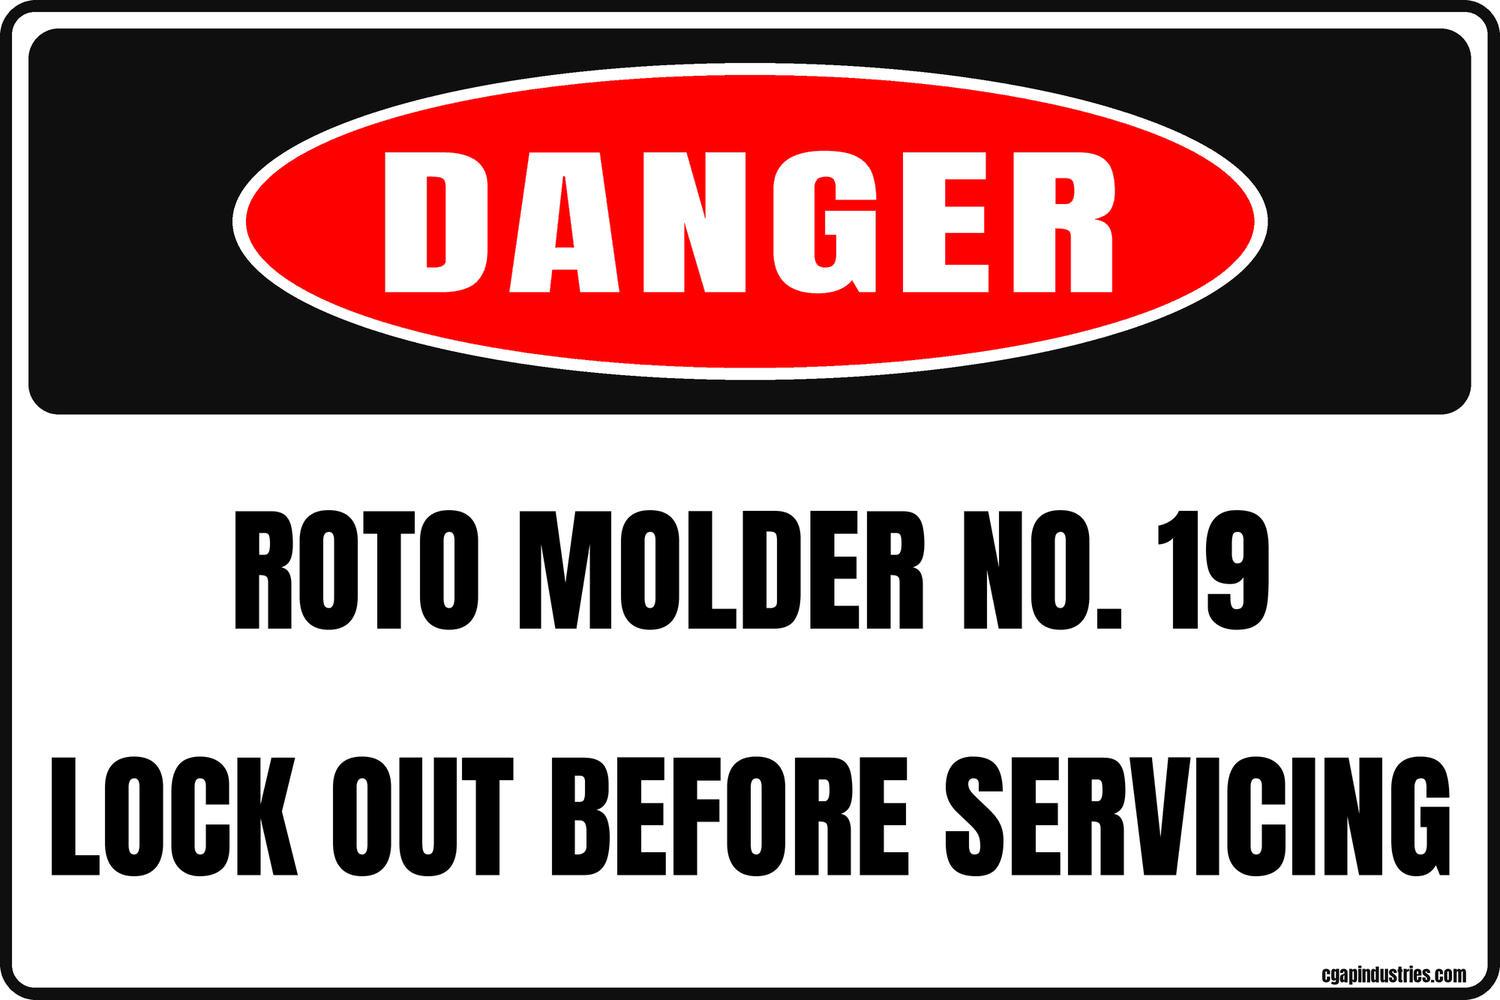 DANGER
ROTO MOLDER NO. 19
LOCK OUT BEFORE SERVICING
cgapindustries.com